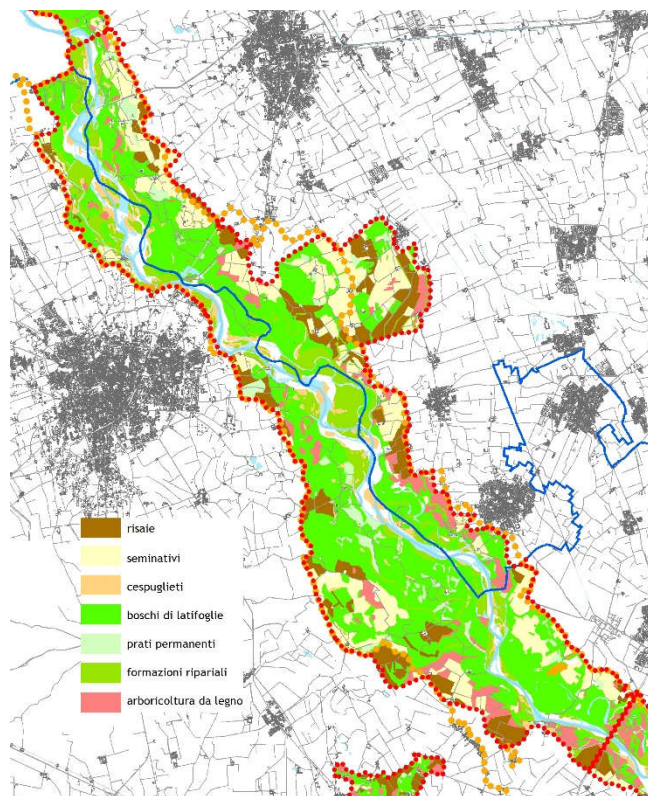 risaie
seminativi
cespuglieti
boschi di latifoglie
prati permanenti
formazioni ripariali
arboricoltura da legno